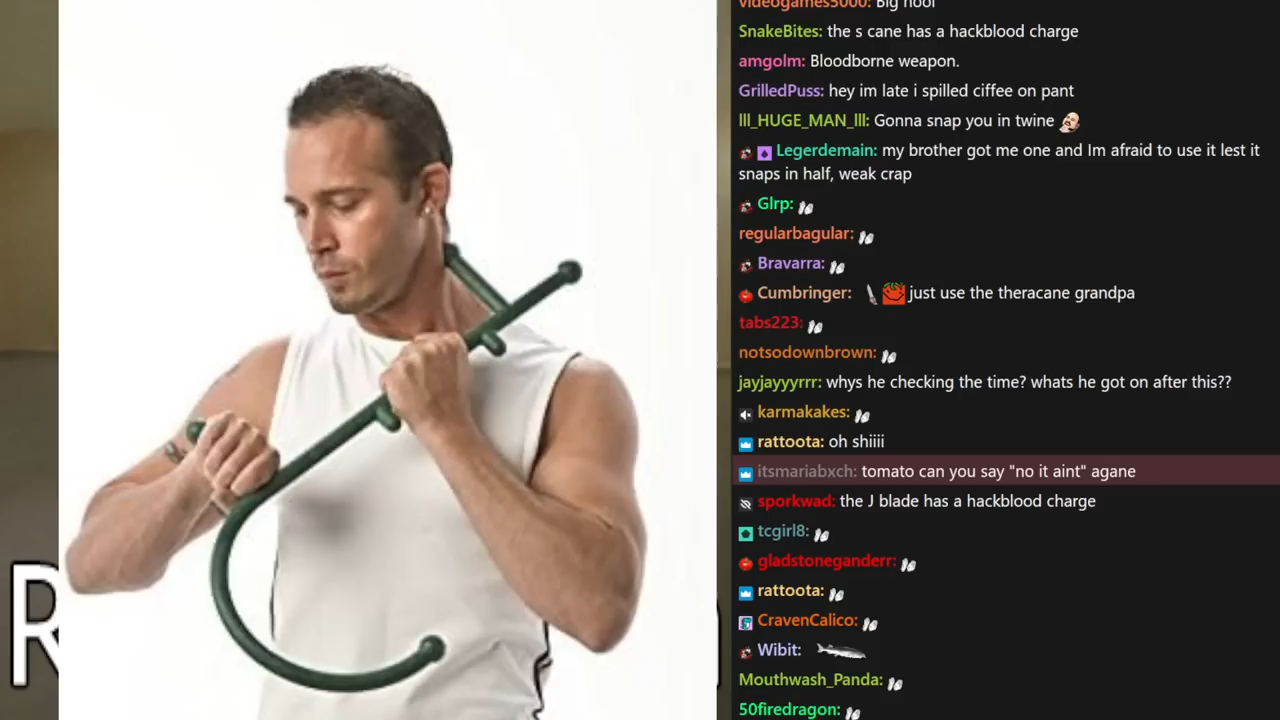 videogames5000: Big hool
SnakeBites: the s cane has a hackblood charge
amgolm: Bloodborne weapon.
GrilledPuss: hey im late i spilled ciffee on pant
lll_HUGE_MAN_lll: Gonna snap you in twine
Legerdemain: my brother got me one and Im afraid to use it lest it
snaps in half, weak crap
Glrp:
regularbagular:
Bravarra:
Cumbringer: just use the theracane grandpa
tabs223:
notsodownbrown:
jayjayyyrrr: whys he checking the time? whats he got on after this??
karmakakes:
rattoota: oh shiiii
itsmariabxch: tomato can you say "no it aint" agane
sporkwad: the J blade has a hackblood charge
tcgirl8:
gladstoneganderr:
rattoota:
CravenCalico:
Wibit:
Mouthwash_Panda:
50firedragon:
R